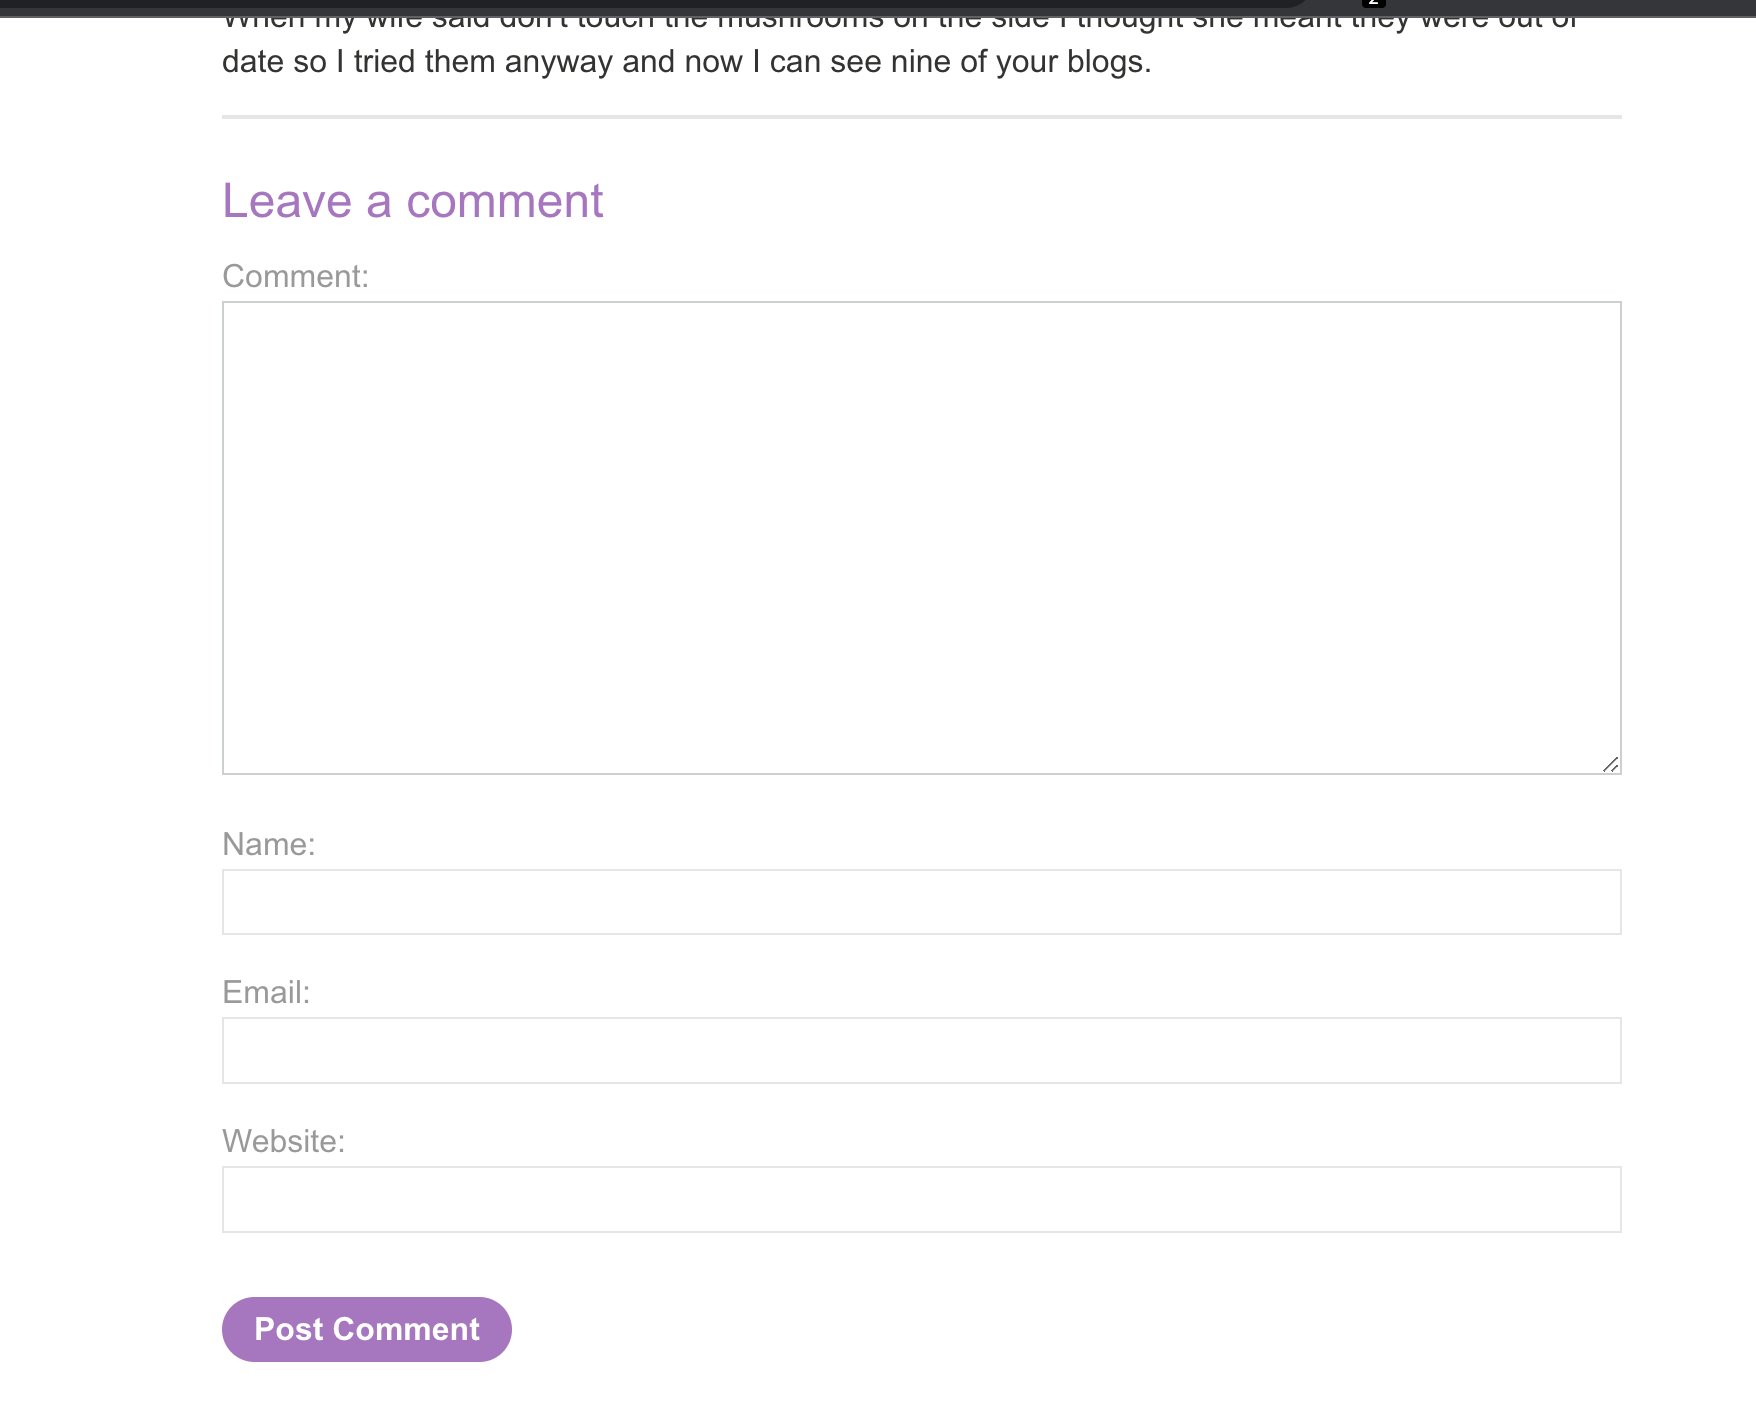 When my wife said don't touch the mushrooms on the side I thought she meant they were out of
date so I tried them anyway and now I can see nine of your blogs.
Leave a comment
Comment:
Name:
Email:
Website:
Post Comment